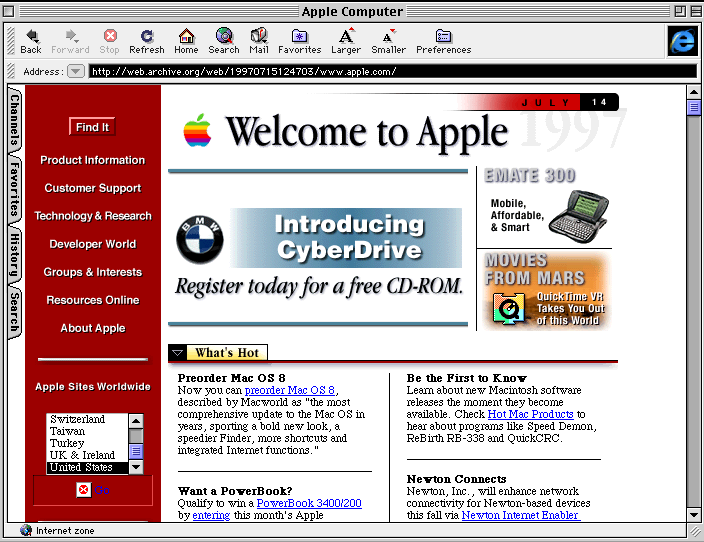 Apple Computer
Back Forward Stop Refresh Home Search Mail Favorites Larger Smaller Preferences
Address: http://web.archive.org/web/19970715124703/www.apple.com/
Channels
Favorites
History
Search
Find It
Product Information
Customer Support
Technology & Research
Developer World
Groups & Interests
Resources Online
About Apple
Apple Sites Worldwide
Switzerland
Taiwan
Turkey
UK & Ireland
United States
Go
JULY 14
1997
Welcome to Apple
BMW
Introducing
CyberDrive
Register today for a free CD-ROM.
EMATE 300
Mobile,
Affordable,
& Smart
MOVIES
FROM MARS
QuickTime VR
Takes You Out
of this World
What's Hot
Preorder Mac OS 8
Now you can preorder Mac OS 8,
described by Macworld as "the most
comprehensive update to the Mac OS in
years, sporting a bold new look, a
speedier Finder, more shortcuts and
integrated Internet functions."
Want a PowerBook?
Qualify to win a PowerBook 3400/200
by entering this month's Apple
Be the First to Know
Learn about new Macintosh software
releases the moment they become
available. Check Hot Mac Products to
hear about programs like Speed Demon,
ReBirth RB-338 and QuickCRC.
Newton Connects
Newton, Inc., will enhance network
connectivity for Newton-based devices
this fall via Newton Internet Enabler
Internet zone